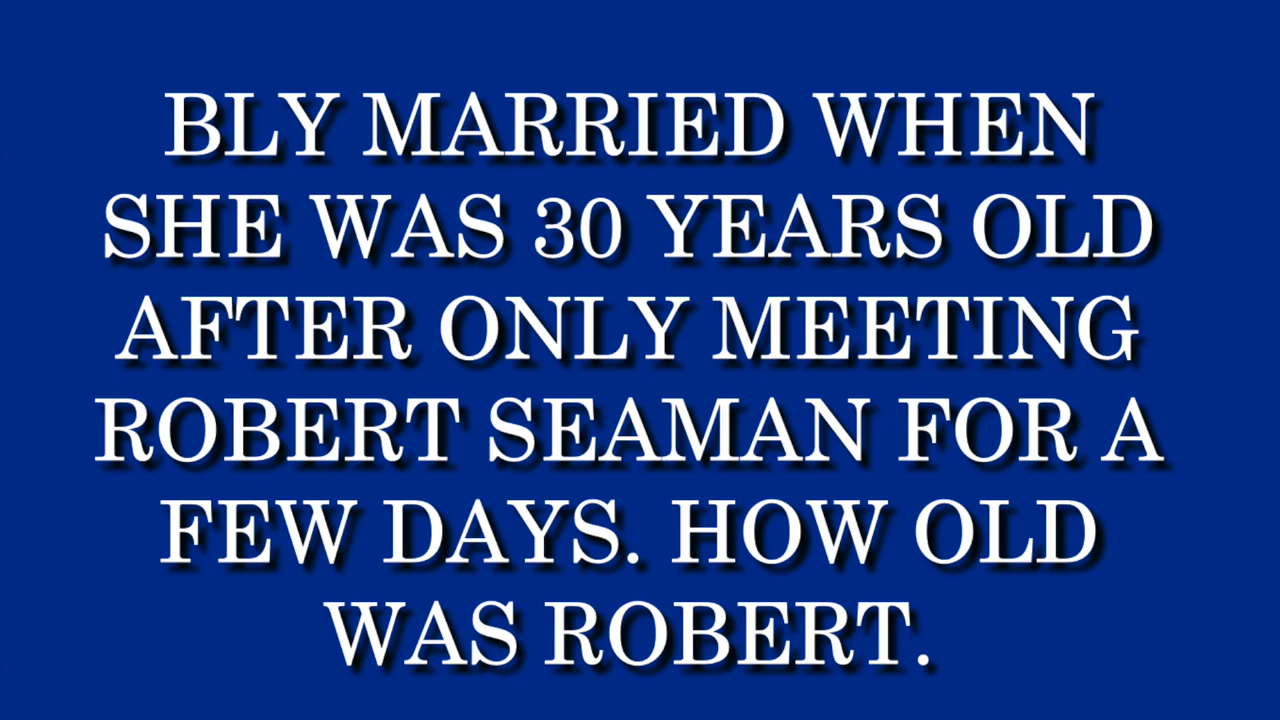 BLY MARRIED WHEN
SHE WAS 30 YEARS OLD
AFTER ONLY MEETING
ROBERT SEAMAN FOR A
FEW DAYS. HOW OLD
WAS ROBERT.